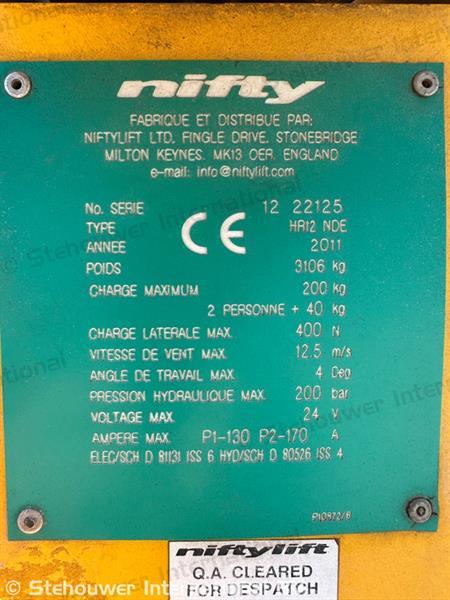 nifty
FABRIQUE ET DISTRIBUE PAR:
NIFTYLIFT LTD, FINGLE DRIVE, STONEBRIDGE
MILTON KEYNES, MK13 OER, ENGLAND
e-mail: info@niftylift.com
No. SERIE 12 22125
TYPE HR12 NDE
ANNEE 2011
CE
POIDS 3106 kg
CHARGE MAXIMUM 200 kg
2 PERSONNE + 40 kg
CHARGE LATERALE MAX. 400 N
VITESSE DE VENT MAX. 12.5 m/s
ANGLE DE TRAVAIL MAX. 4 Deg
PRESSION HYDRAULIQUE MAX. 200 bar
VOLTAGE MAX. 24 V
AMPERE MAX. P1-130 P2-170 A
ELEC/SCH D 81131 ISS 6 HYD/SCH D 80526 ISS 4
P10872/B
niftylift
Q.A. CLEARED
FOR DESPATCH
© Stehouwer International